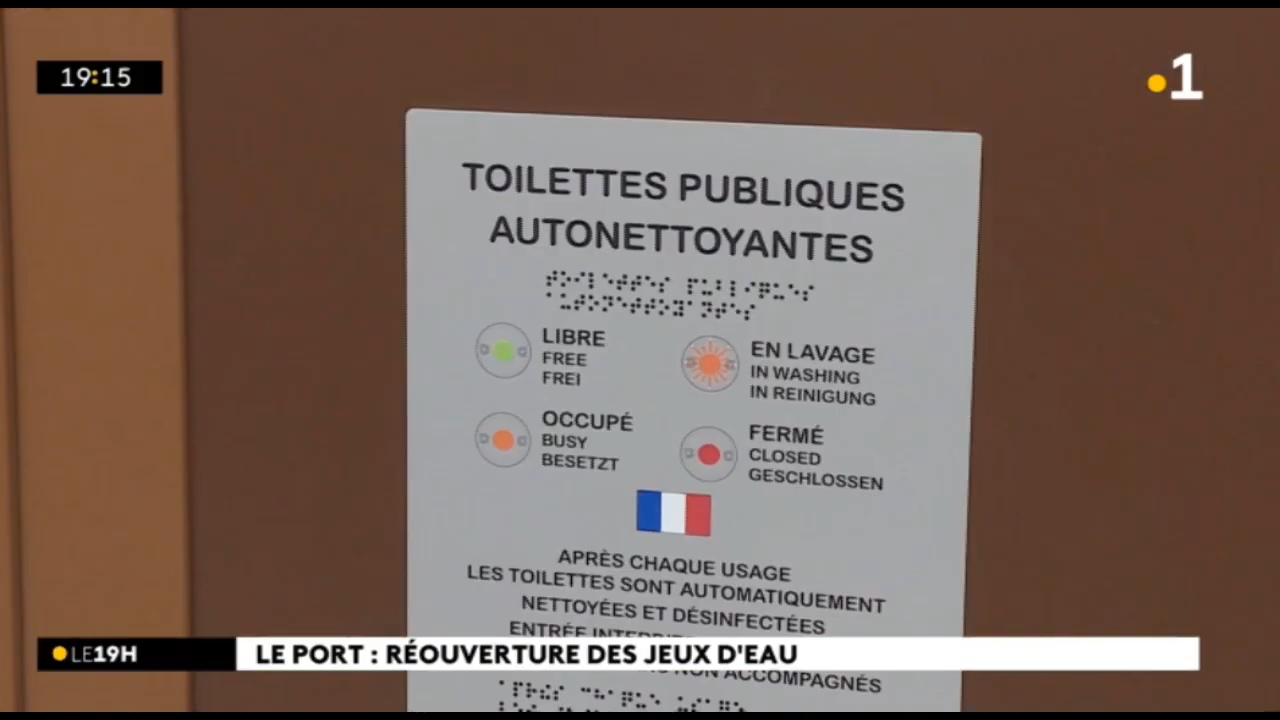 19:15
1
TOILETTES PUBLIQUES
AUTONETTOYANTES
⠞⠕⠊⠇⠑⠞⠞⠑⠎ ⠏⠥⠃⠇⠊⠟⠥⠑⠎
⠁⠥⠞⠕⠝⠑⠞⠞⠕⠽⠁⠝⠞⠑⠎
LIBRE
FREE
FREI
EN LAVAGE
IN WASHING
IN REINIGUNG
OCCUPÉ
BUSY
BESETZT
FERMÉ
CLOSED
GESCHLOSSEN
APRÈS CHAQUE USAGE
LES TOILETTES SONT AUTOMATIQUEMENT
NETTOYÉES ET DÉSINFECTÉES
ENTRÉE
NON ACCOMPAGNÉS
LE19H
LE PORT : RÉOUVERTURE DES JEUX D'EAU